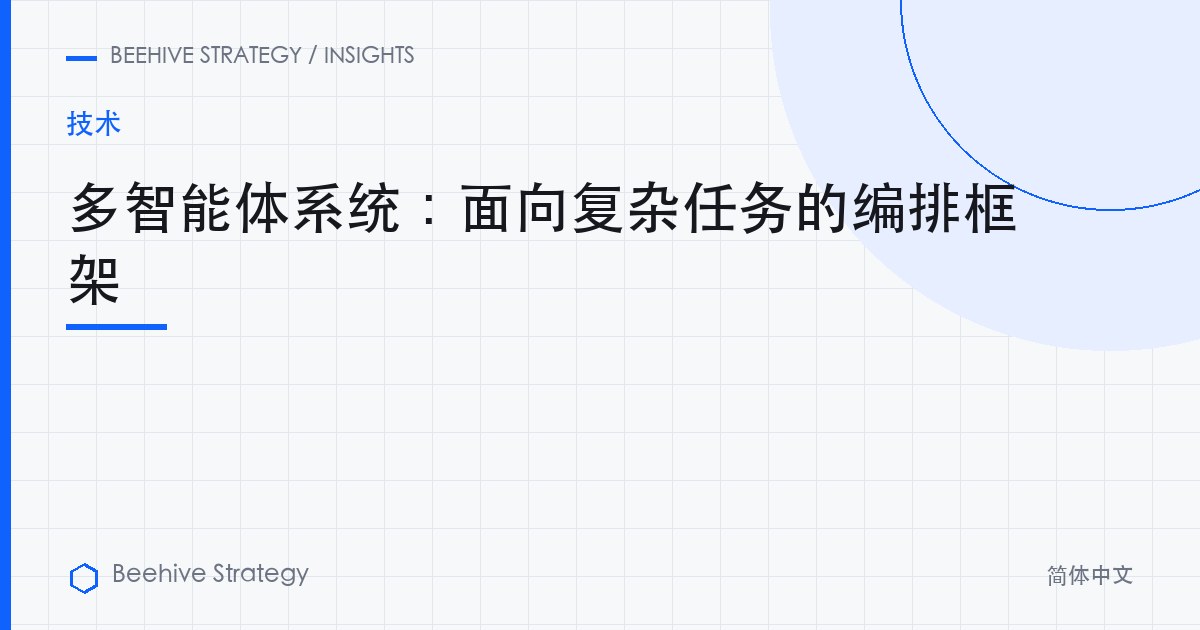 BEEHIVE STRATEGY / INSIGHTS
技术
多智能体系统：面向复杂任务的编排框
架
Beehive Strategy
简体中文